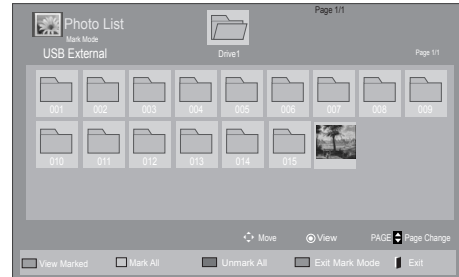 Page 1/1
Photo List
Mark Mode
USB External
Drive1
Page 1/1
001 002 003 004 005 006 007 008 009
010 011 012 013 014 015
Move View PAGE Page Change
View Marked Mark All Unmark All Exit Mark Mode Exit